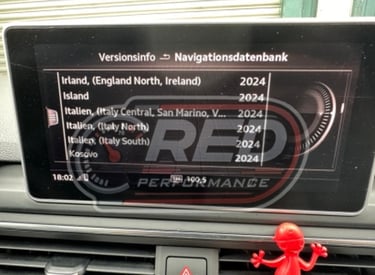 Versionsinfo Navigationsdatenbank
Irland, (England North, Ireland) 2024
Island 2024
Italien, (Italy Central, San Marino, V... 2024
Italien, (Italy North) 2024
Italien, (Italy South) 2024
Kosovo 2024
RED
PERFORMANCE
18:02 100,5